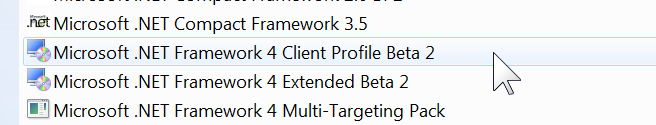 Microsoft .NET Compact Framework 3.5
Microsoft .NET Framework 4 Client Profile Beta 2
Microsoft .NET Framework 4 Extended Beta 2
Microsoft .NET Framework 4 Multi-Targeting Pack